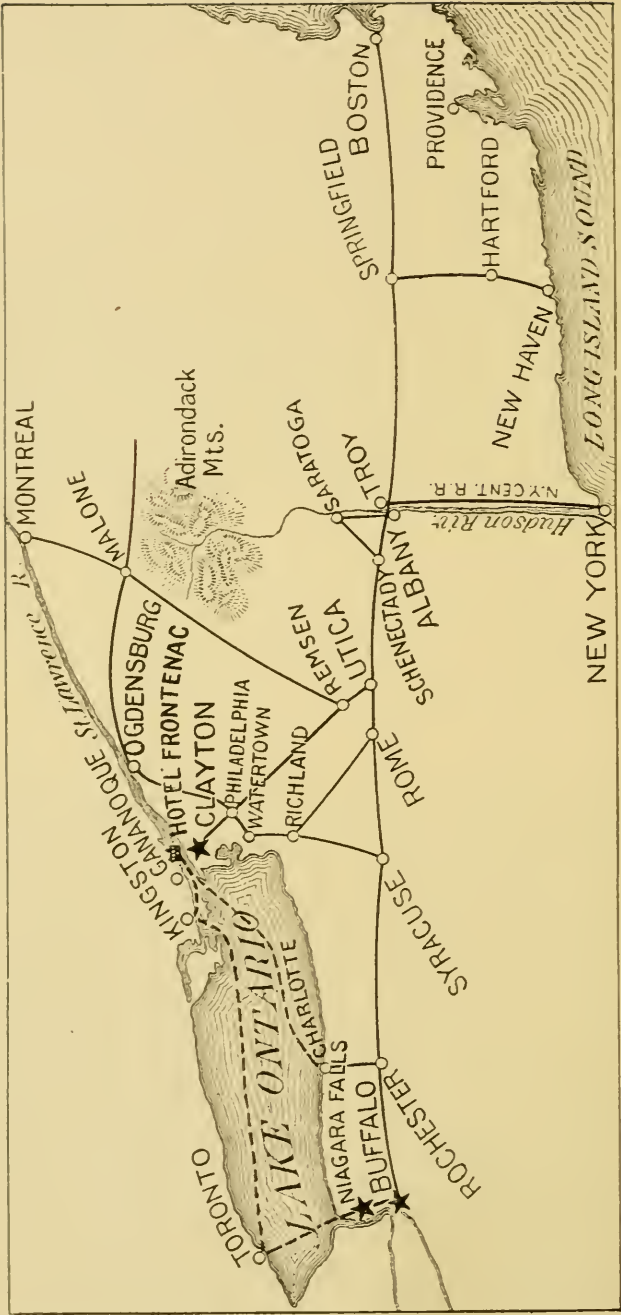 MONTREAL
St. Lawrence R.
MALONE
OGDENSBURG
Adirondack
Mts.
HOTEL FRONTENAC
GANANOQUE
KINGSTON
CLAYTON
PHILADELPHIA
WATERTOWN
RICHLAND
REMSEN
UTICA
SARATOGA
TROY
SCHENECTADY
ALBANY
ROME
SYRACUSE
TORONTO
LAKE ONTARIO
CHARLOTTE
NIAGARA FALLS
BUFFALO
ROCHESTER
SPRINGFIELD
BOSTON
PROVIDENCE
HARTFORD
NEW HAVEN
LONG ISLAND SOUND
N.Y. CENT. R.R.
Hudson Riv
NEW YORK